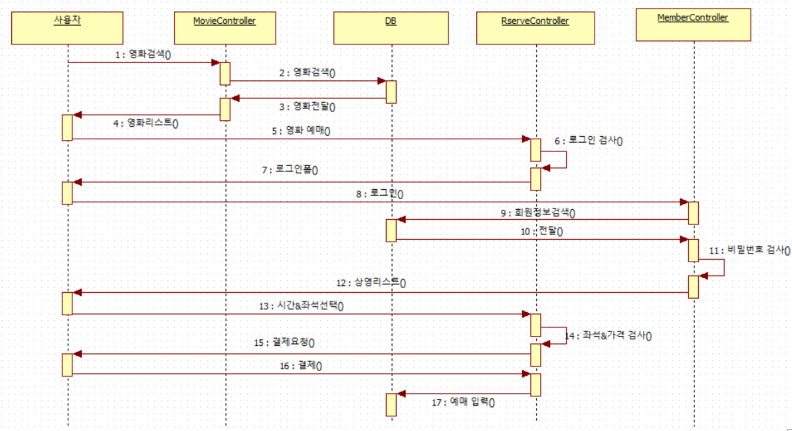 사용자
MovieController
DB
RserveController
MemberController
1 : 영화검색()
2 : 영화검색()
3 : 영화전달()
4 : 영화리스트()
5 : 영화 예매()
6 : 로그인 검사()
7 : 로그인폼()
8 : 로그인()
9 : 회원정보검색()
10 : 전달()
11 : 비밀번호 검사()
12 : 상영리스트()
13 : 시간&좌석선택()
14 : 좌석&가격 검사()
15 : 결제요청()
16 : 결제()
17 : 예매 입력()